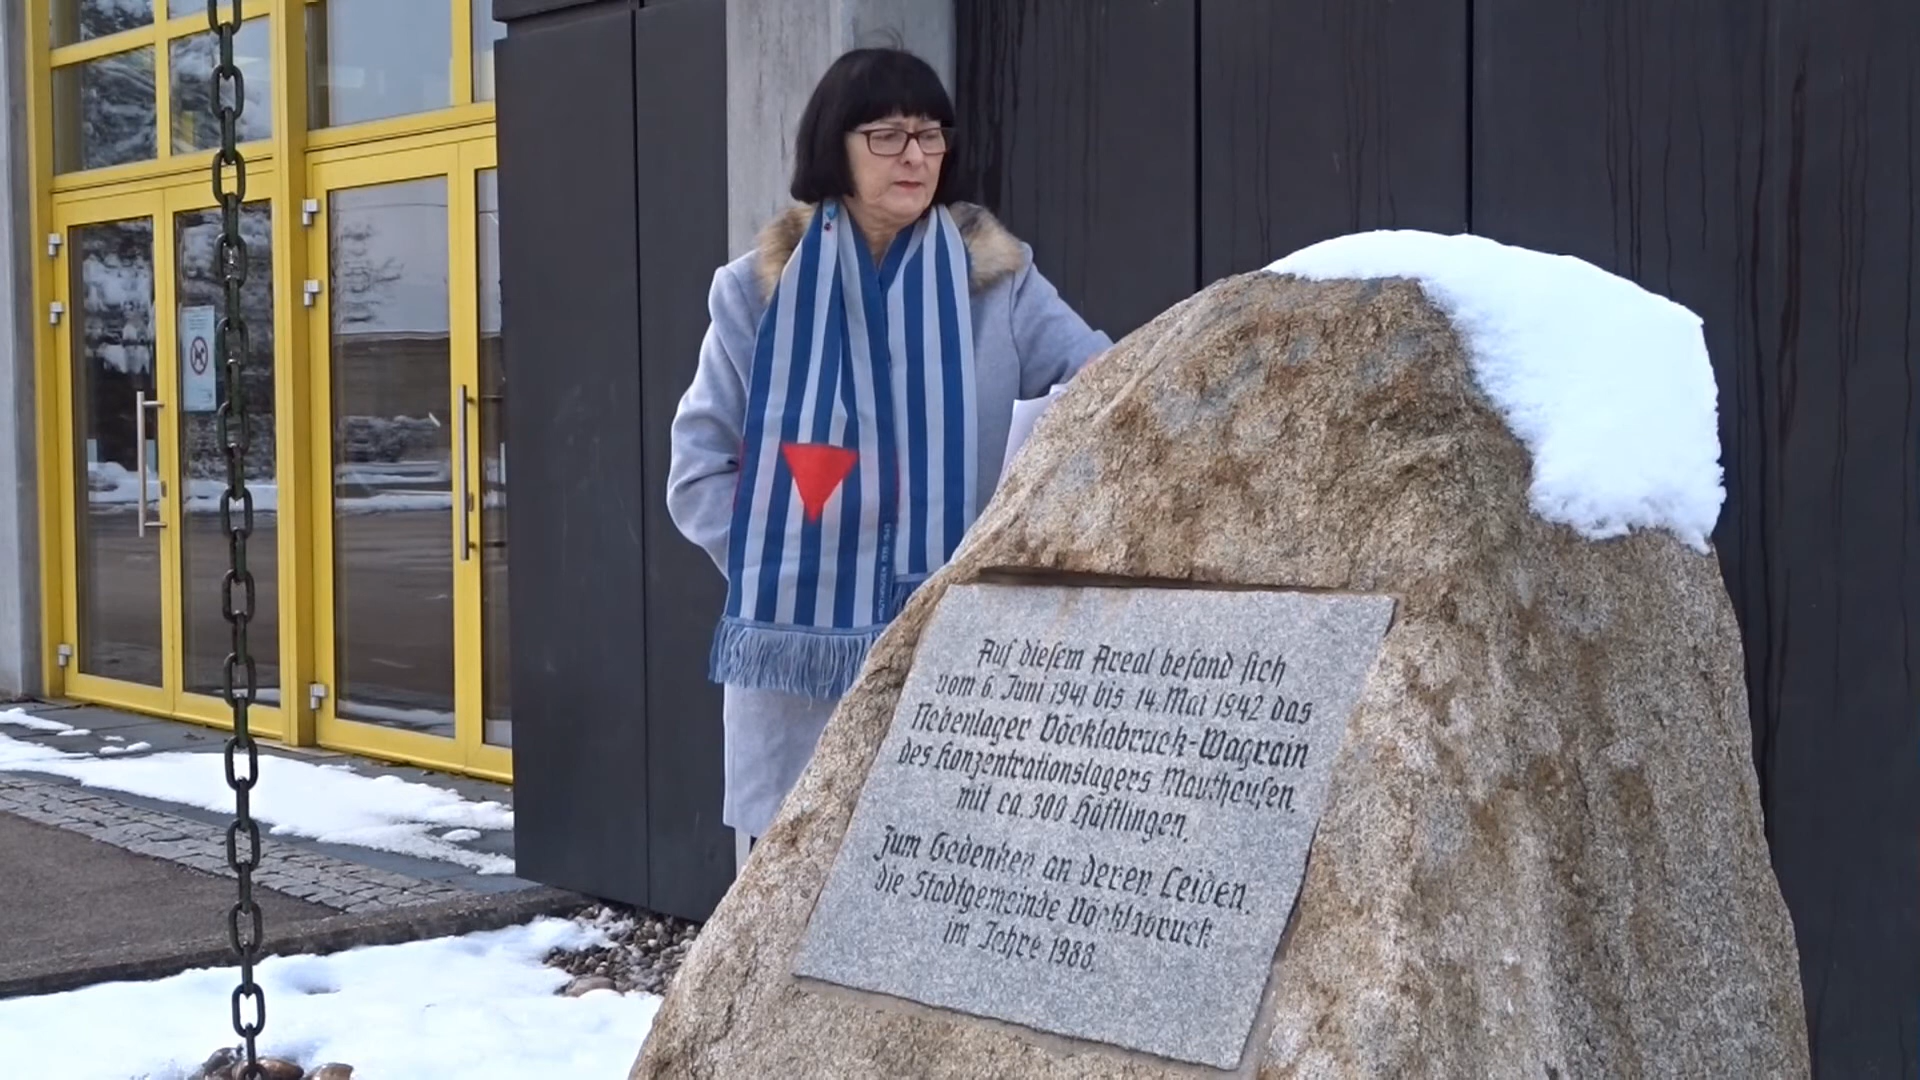 Auf diesem Areal befand sich
vom 6. Juni 1941 bis 14. Mai 1942 das
Nebenlager Vöcklabruck-Wagrain
des Konzentrationslagers Mauthausen.
mit ca. 300 Häftlingen.
Zum Gedenken an deren Leiden.
die Stadtgemeinde Vöcklabruck
im Jahre 1988.